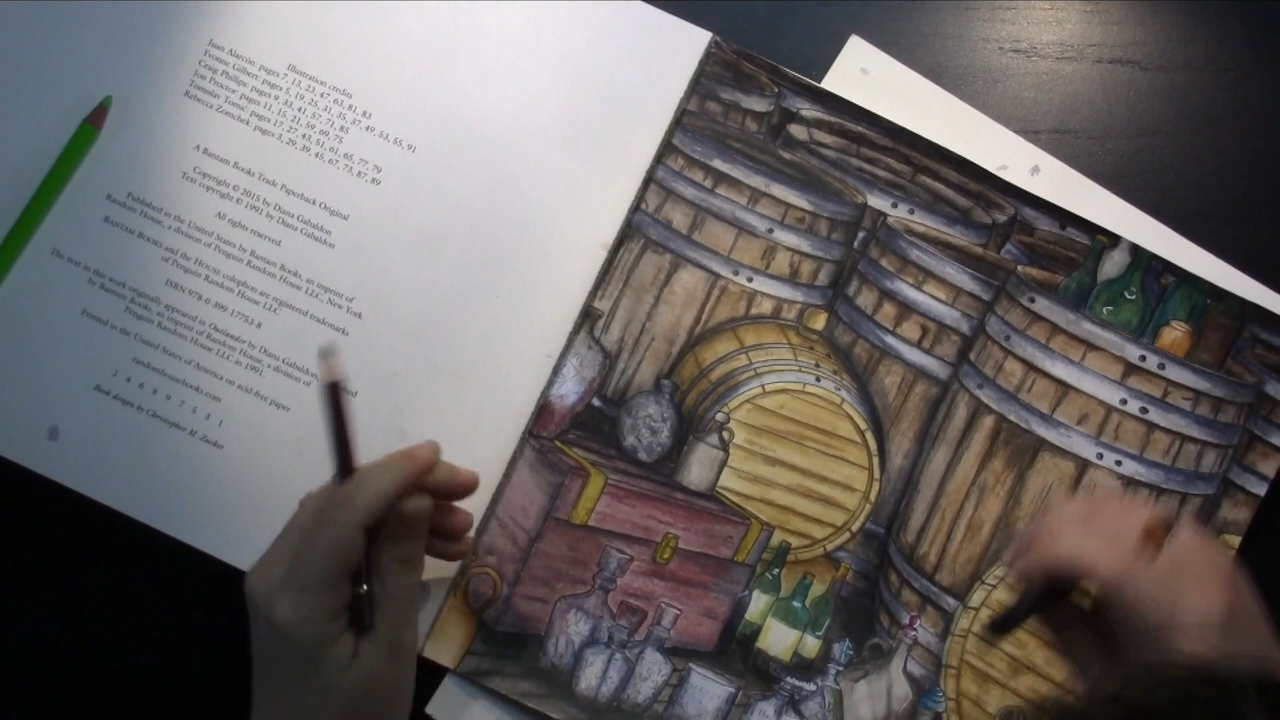 Illustration credits
Juan Alarcón: pages 7, 13, 23, 47, 63, 81, 83
Yvonne Gilbert: pages 5, 19, 25, 31, 35, 37, 49, 53, 55, 91
Craig Phillips: pages 9, 33, 41, 57, 71, 85
Jon Proctor: pages 11, 15, 21, 59, 69, 75
Tomislav Tomić: pages 17, 27, 43, 51, 61, 65, 77, 79
Rebecca Zomchek: pages 3, 29, 39, 45, 67, 73, 87, 89
A Bantam Books Trade Paperback Original
Copyright © 2015 by Diana Gabaldon
Text copyright © 1991 by Diana Gabaldon
All rights reserved.
Published in the United States by Bantam Books, an imprint of
Random House, a division of Penguin Random House LLC, New York
BANTAM BOOKS and the HOUSE colophon are registered trademarks
of Penguin Random House LLC.
ISBN 978-0-399-17753-8
The text in this work originally appeared in Outlander by Diana Gabaldon,
by Bantam Books, an imprint of Random House, a division of
Penguin Random House LLC in 1991.
Printed in the United States of America on acid-free paper
randomhousebooks.com
2 4 6 8 9 7 5 3 1
Book design by Christopher M. Zucker